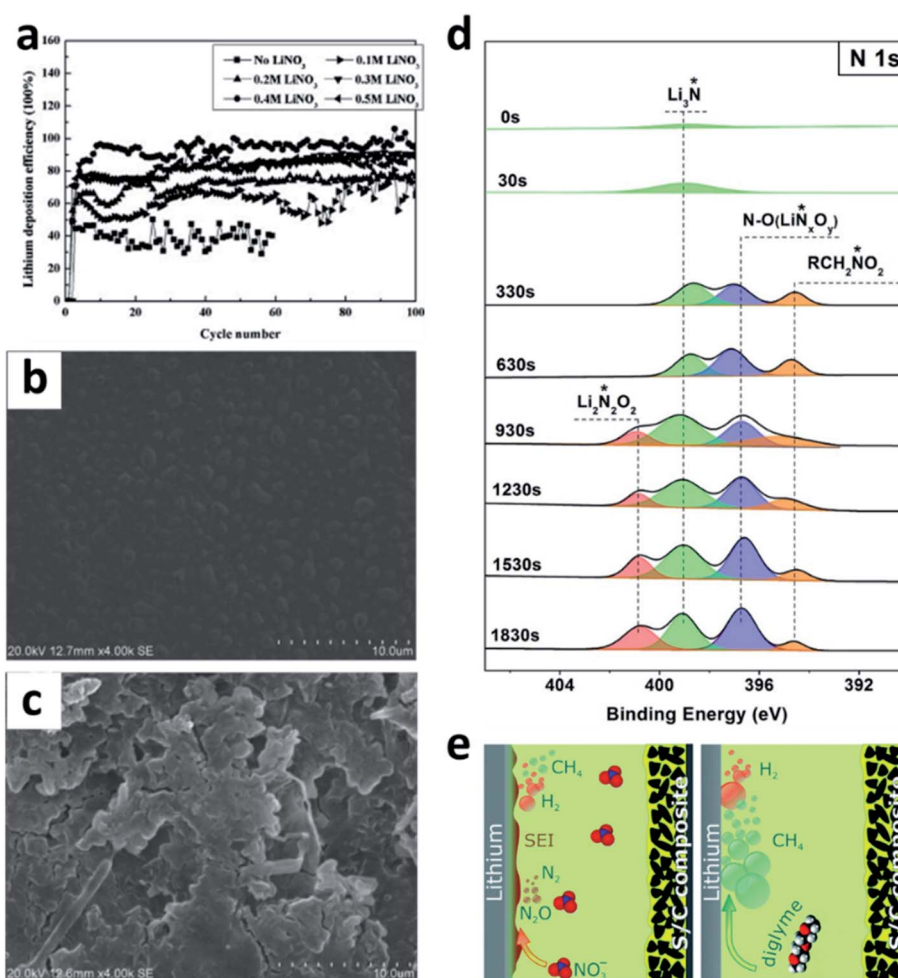 a
160
140
120
100
80
60
40
20
0
Lithium deposition efficiency (100%)
No LiNO₃ 0.1M LiNO₃
0.2M LiNO₃ 0.3M LiNO₃
0.4M LiNO₃ 0.5M LiNO₃
0 20 40 60 80 100
Cycle number
b
20.0kV 12.7mm x4.00k SE 10.0um
c
20.0kV 12.6mm x4.00k SE 10.0um
d
N 1s
Li₃N*
0s
30s
N-O(LiN*ₓOᵧ)
RCH₂N*O₂
330s
630s
Li₂N*₂O₂
930s
1230s
1530s
1830s
404 400 396 392
Binding Energy (eV)
e
Lithium
CH₄
H₂
SEI
N₂
N₂O
NO₃⁻
S/C composite
Lithium
H₂
CH₄
diglyme
S/C composite